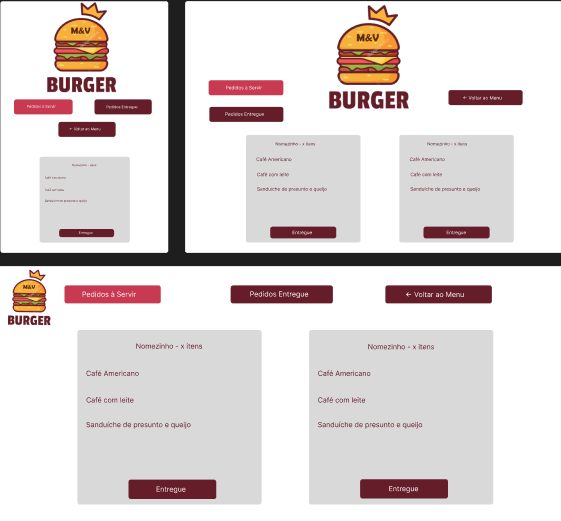 M&V
BURGER
Pedidos à Servir
Pedidos Entregue
← Voltar ao Menu
Nomezinho - x itens
Café Americano
Café com leite
Sanduíche de presunto e queijo
Entregue
M&V
BURGER
Pedidos à Servir
Pedidos Entregue
← Voltar ao Menu
Nomezinho - x itens
Café Americano
Café com leite
Sanduíche de presunto e queijo
Entregue
Nomezinho - x itens
Café Americano
Café com leite
Sanduíche de presunto e queijo
Entregue
M&V
BURGER
Pedidos à Servir
Pedidos Entregue
← Voltar ao Menu
Nomezinho - x itens
Café Americano
Café com leite
Sanduíche de presunto e queijo
Entregue
Nomezinho - x itens
Café Americano
Café com leite
Sanduíche de presunto e queijo
Entregue